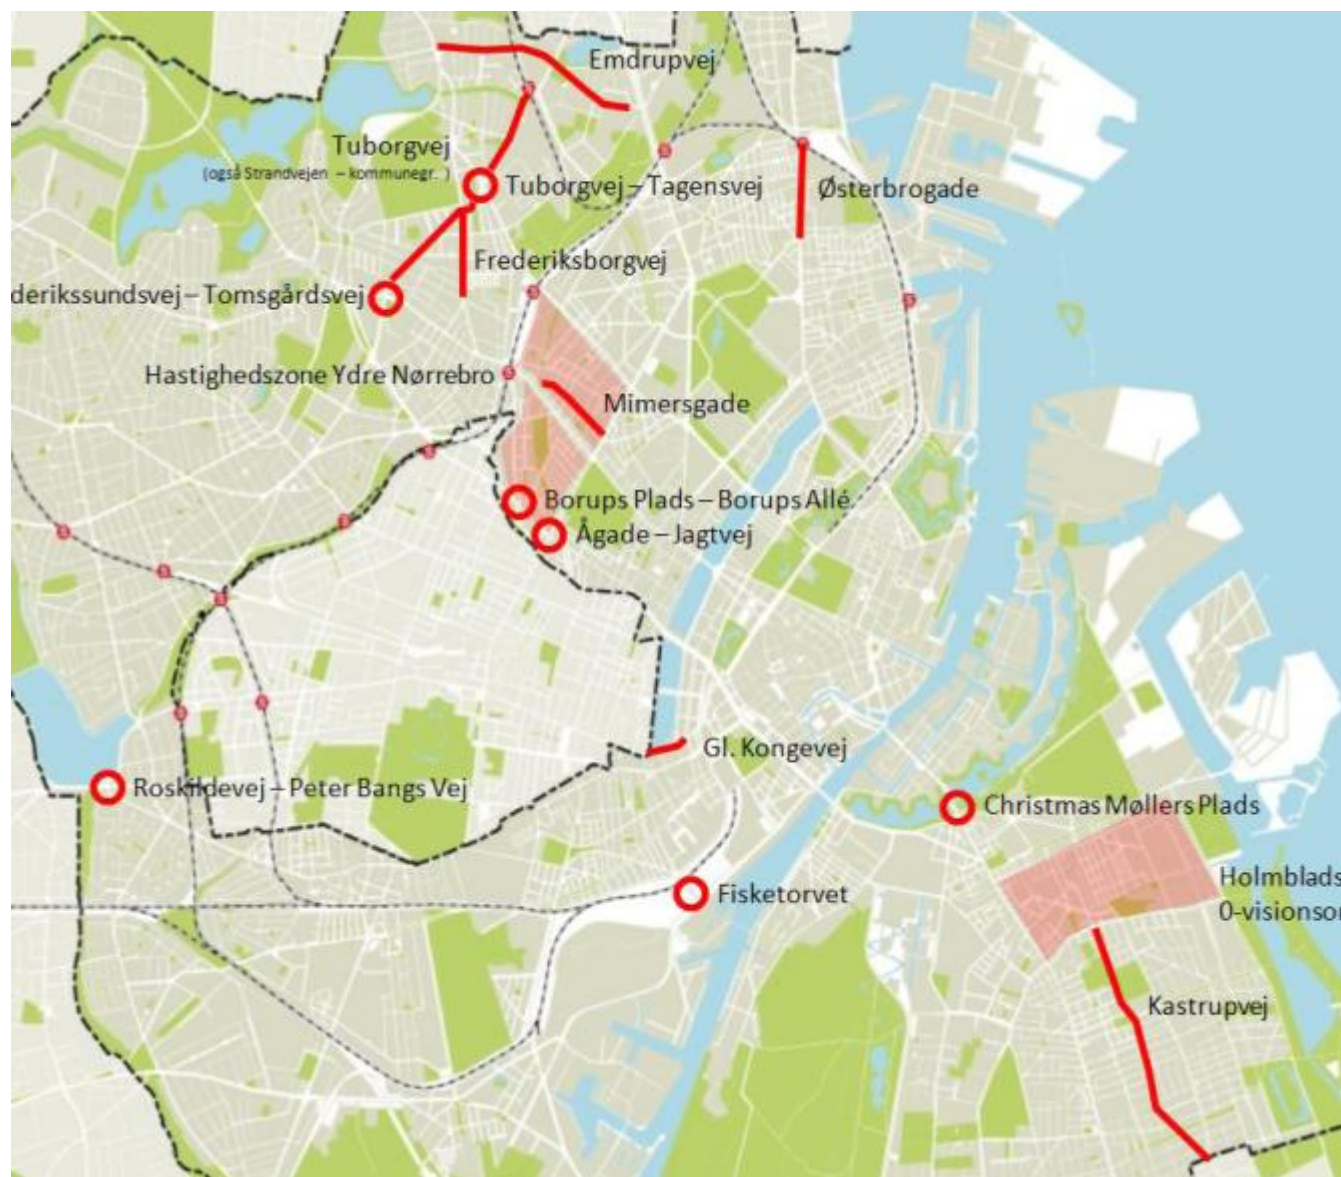 Emdrupvej
Tuborgvej
(også Strandvejen – kommunegr. )
Tuborgvej – Tagensvej
Østerbrogade
Frederiksborgvej
derikssundsvej – Tomsgårdsvej
Hastighedszone Ydre Nørrebro
Mimersgade
Borups Plads – Borups Allé
Ågade – Jagtvej
Gl. Kongevej
Roskildevej – Peter Bangs Vej
Christmas Møllers Plads
Holmblads
0-visionsor
Fisketorvet
Kastrupvej